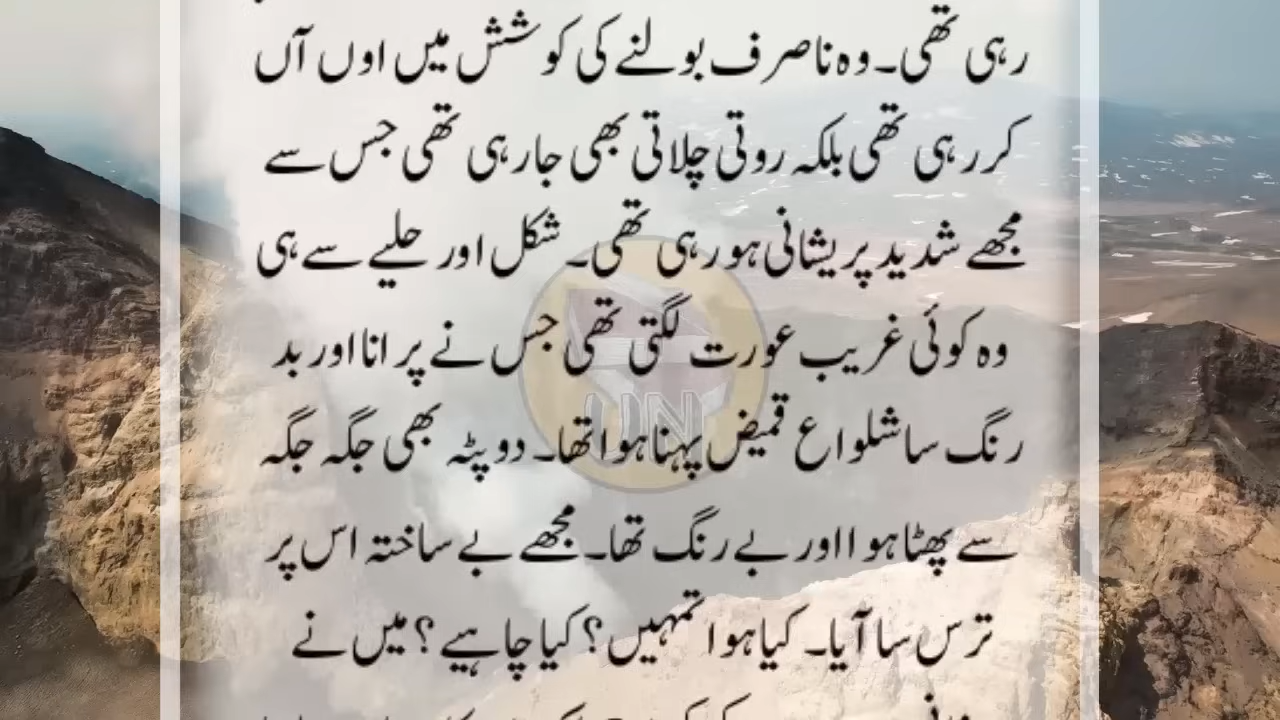 رہی تھی۔ وہ ناصرف بولنے کی کوشش میں اوں آں
کر رہی تھی بلکہ روتی چلاتی بھی جا رہی تھی جس سے
مجھے شدید پریشانی ہو رہی تھی۔ شکل اور حلیے سے ہی
وہ کوئی غریب عورت لگتی تھی جس نے پرانا اور بد
رنگ سا شلواع قمیض پہنا ہوا تھا۔ دوپٹہ بھی جگہ جگہ
سے پھٹا ہوا اور بے رنگ تھا۔ مجھے بے ساختہ اس پر
ترس سا آیا۔ کیا ہوا تمہیں؟ کیا چاہیے؟ میں نے
UN